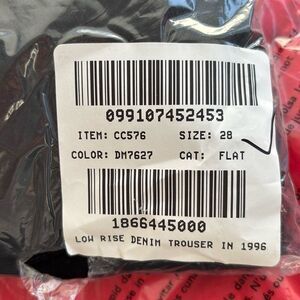 099107452453
ITEM: CC576 SIZE: 28
COLOR: DM7627 CAT: FLAT
1866445000
LOW RISE DENIM TROUSER IN 1996